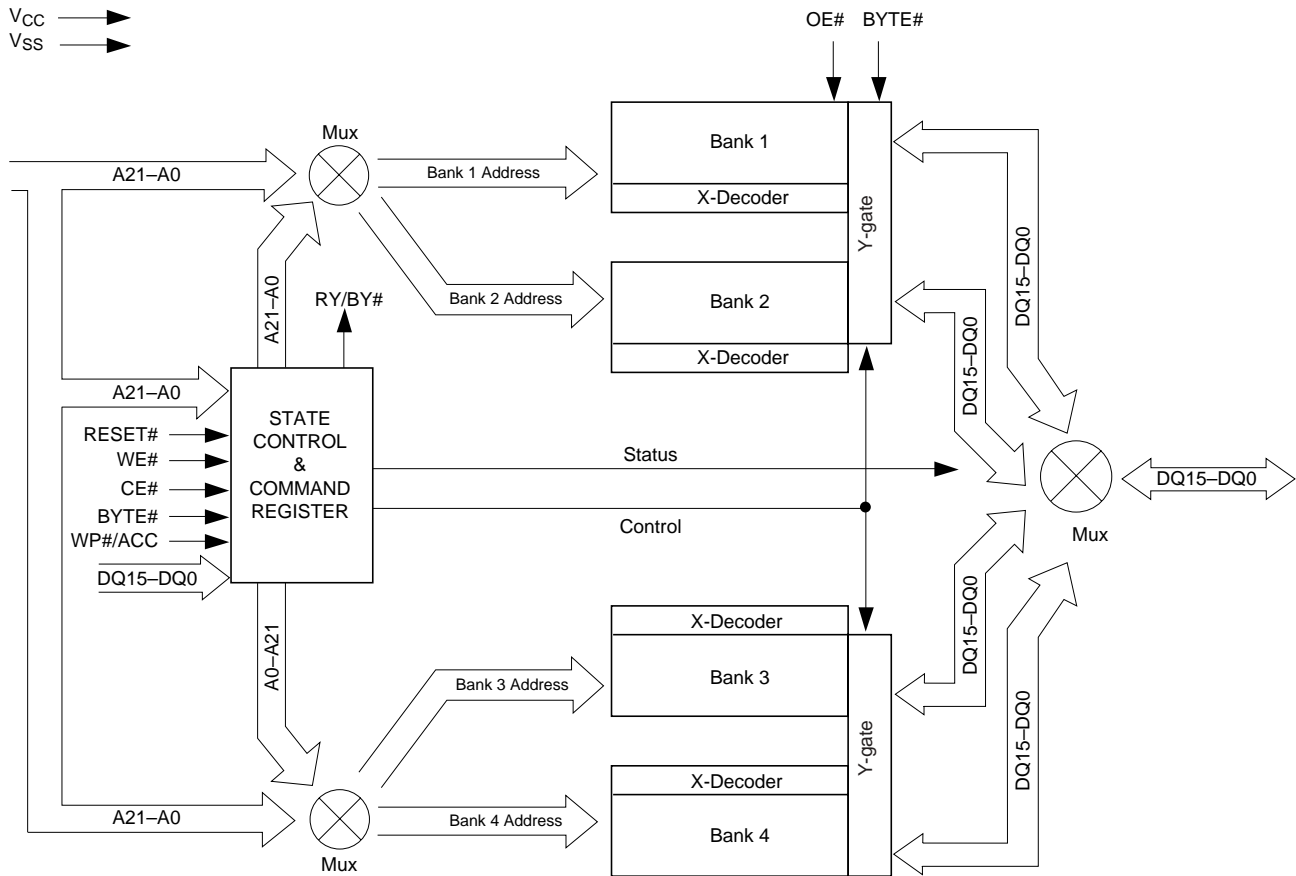 VCC
VSS
OE# BYTE#
Mux
A21–A0
Bank 1 Address
Bank 1
X-Decoder
Y-gate
DQ15–DQ0
A21–A0
RY/BY#
Bank 2 Address
Bank 2
X-Decoder
DQ15–DQ0
A21–A0
RESET#
WE#
CE#
BYTE#
WP#/ACC
DQ15–DQ0
STATE
CONTROL
&
COMMAND
REGISTER
Status
Control
DQ15–DQ0
Mux
A0–A21
Bank 3 Address
X-Decoder
Bank 3
Y-gate
DQ15–DQ0
DQ15–DQ0
A21–A0
Mux
Bank 4 Address
X-Decoder
Bank 4